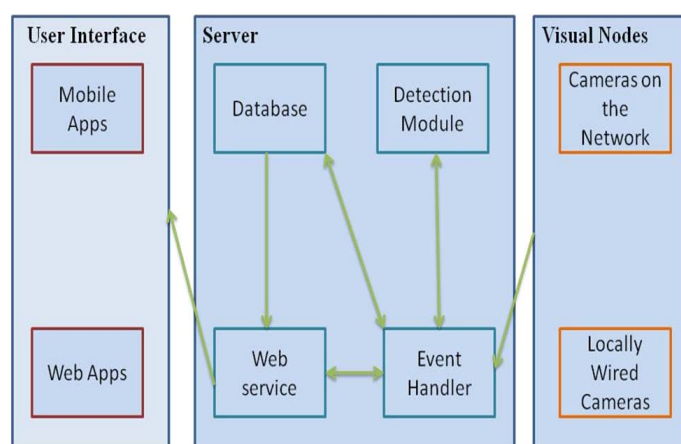 User Interface
Mobile
Apps
Web Apps
Server
Database
Detection
Module
Web
service
Event
Handler
Visual Nodes
Cameras on
the
Network
Locally
Wired
Cameras